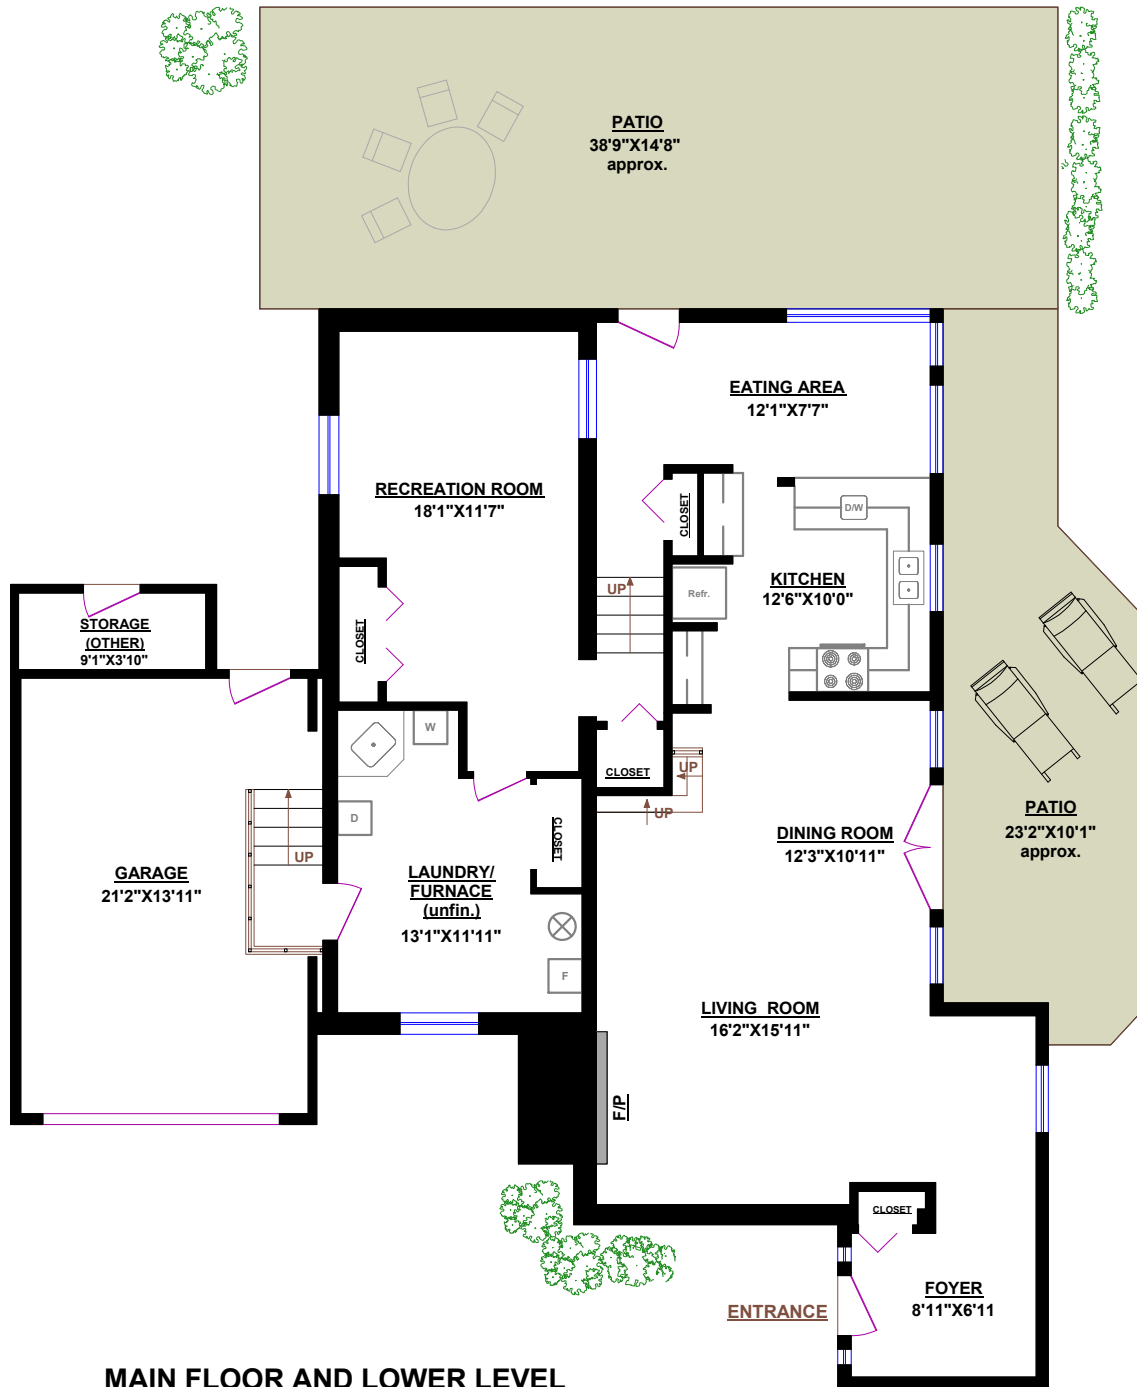 PATIO
38'9"X14'8"
approx.
EATING AREA
12'1"X7'7"
RECREATION ROOM
18'1"X11'7"
CLOSET
D/W
KITCHEN
12'6"X10'0"
UP
Refr.
STORAGE
(OTHER)
9'1"X3'10"
CLOSET
W
CLOSET
UP
UP
D
CLOSET
DINING ROOM
12'3"X10'11"
PATIO
23'2"X10'1"
approx.
UP
GARAGE
21'2"X13'11"
LAUNDRY/
FURNACE
(unfin.)
13'1"X11'11"
F
LIVING ROOM
16'2"X15'11"
F/P
CLOSET
FOYER
8'11"X6'11
ENTRANCE
MAIN FLOOR AND LOWER LEVEL